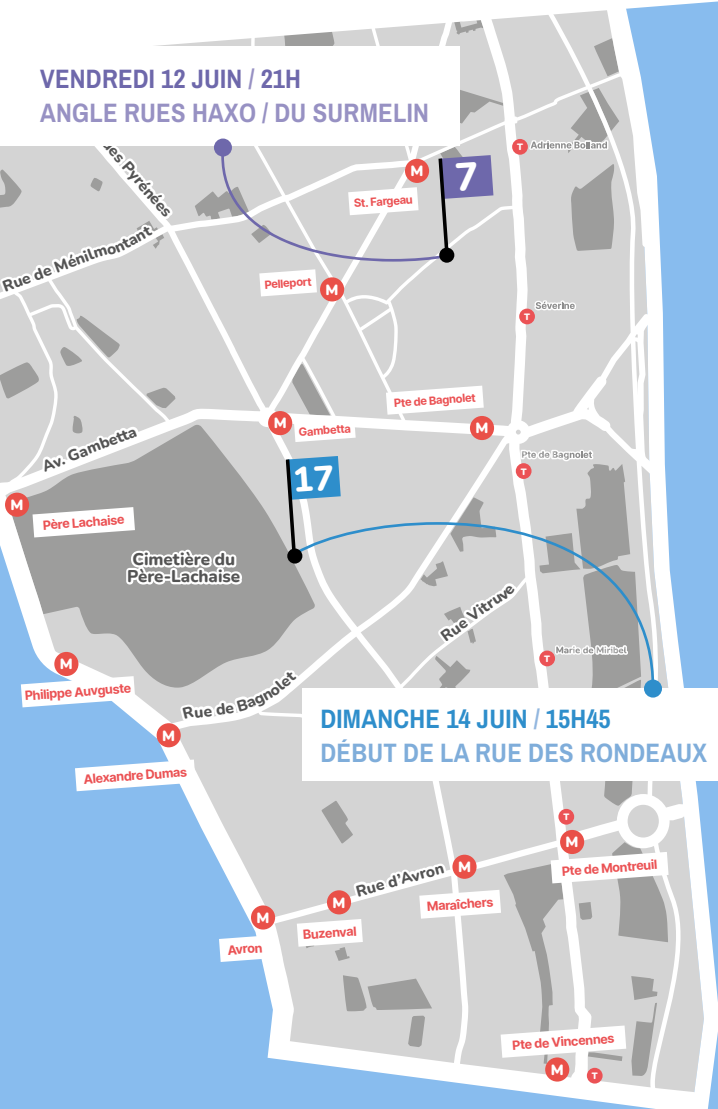 VENDREDI 12 JUIN / 21H
ANGLE RUES HAXO / DU SURMELIN
des Pyrénées
T Adrienne Bolland
M
7
St. Fargeau
Rue de Ménilmontant
Pelleport M
T Séverine
Pte de Bagnolet
M Gambetta
M
Av. Gambetta
Pte de Bagnolet
T
17
M
Père Lachaise
Cimetière du
Père-Lachaise
Rue Vitruve
T Marie de Miribel
M
Philippe Auvguste
Rue de Bagnolet
DIMANCHE 14 JUIN / 15H45
DÉBUT DE LA RUE DES RONDEAUX
M
Alexandre Dumas
T
M
Pte de Montreuil
M
Rue d'Avron
Maraîchers
M
Buzenval
M
Avron
Pte de Vincennes
M T